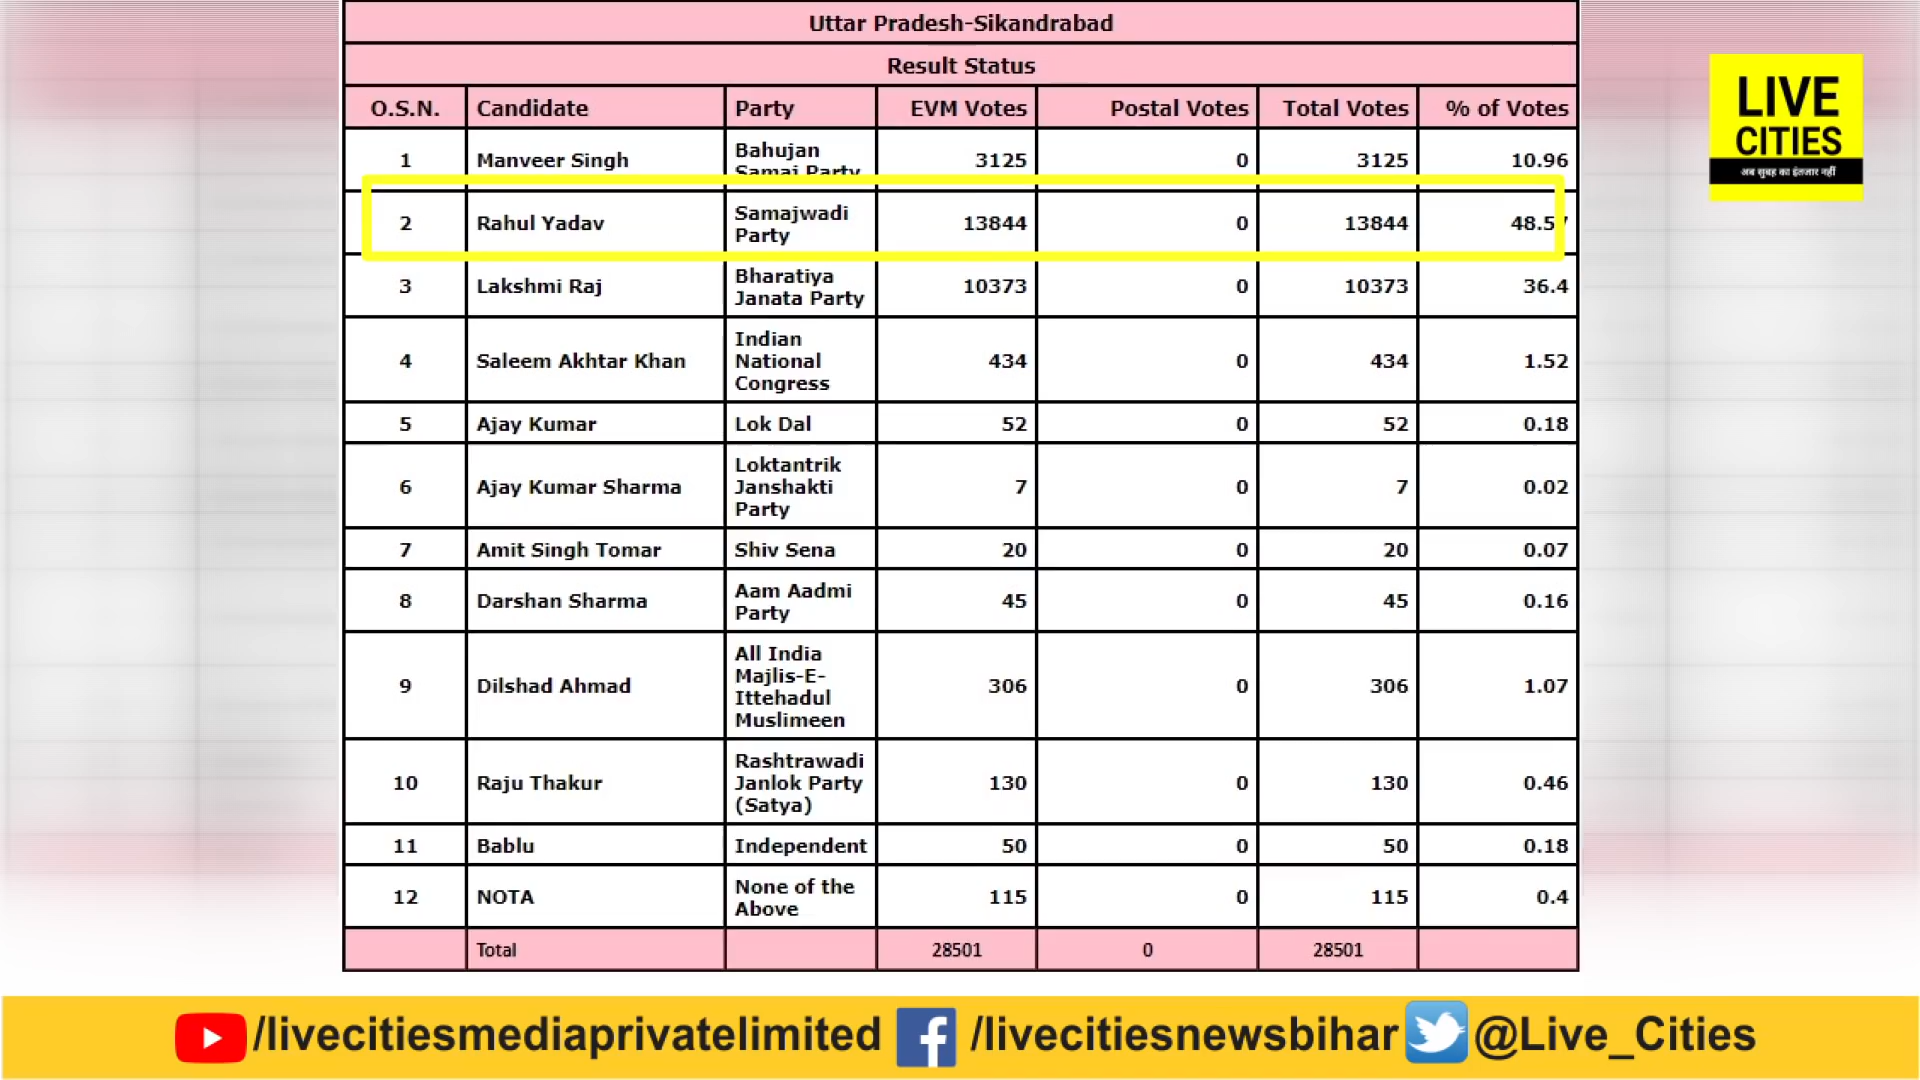 Uttar Pradesh-Sikandrabad
Result Status
O.S.N. Candidate Party EVM Votes Postal Votes Total Votes % of Votes
1 Manveer Singh Bahujan Samaj Party 3125 0 3125 10.96
2 Rahul Yadav Samajwadi Party 13844 0 13844 48.57
3 Lakshmi Raj Bharatiya Janata Party 10373 0 10373 36.4
4 Saleem Akhtar Khan Indian National Congress 434 0 434 1.52
5 Ajay Kumar Lok Dal 52 0 52 0.18
6 Ajay Kumar Sharma Loktantrik Janshakti Party 7 0 7 0.02
7 Amit Singh Tomar Shiv Sena 20 0 20 0.07
8 Darshan Sharma Aam Aadmi Party 45 0 45 0.16
9 Dilshad Ahmad All India Majlis-E-Ittehadul Muslimeen 306 0 306 1.07
10 Raju Thakur Rashtrawadi Janlok Party (Satya) 130 0 130 0.46
11 Bablu Independent 50 0 50 0.18
12 NOTA None of the Above 115 0 115 0.4
Total 28501 0 28501
LIVE
CITIES
अब सुबह का इंतजार नहीं
/livecitiesmediaprivatelimited /livecitiesnewsbihar @Live_Cities